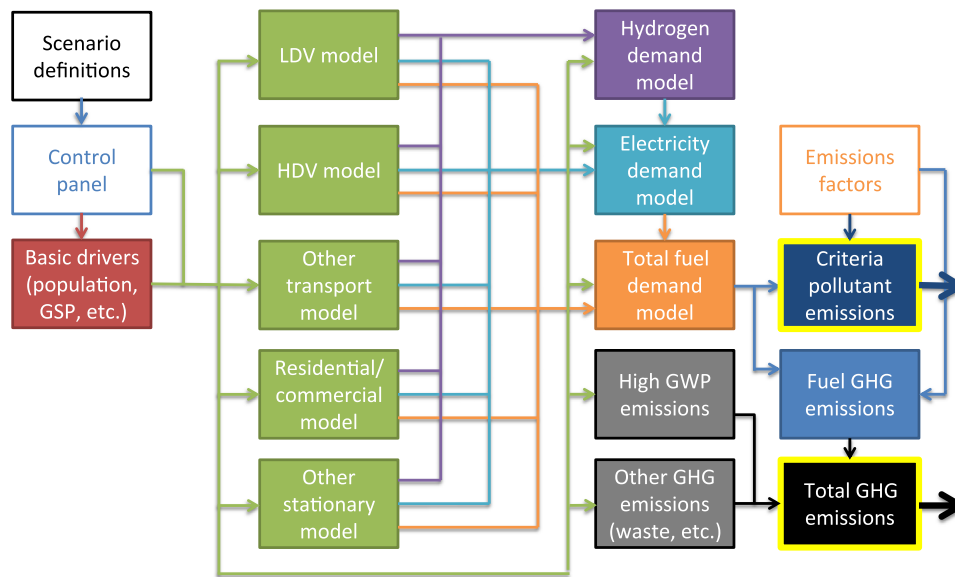 Scenario
definitions
Control
panel
Basic drivers
(population,
GSP, etc.)
LDV model
HDV model
Other
transport model
Residential/
commercial model
Other
stationary
model
Hydrogen
demand
model
Electricity
demand
model
Total fuel
demand
model
High GWP
emissions
Other GHG
emissions
(waste, etc.)
Emissions
factors
Criteria
pollutant
emissions
Fuel GHG
emissions
Total GHG
emissions